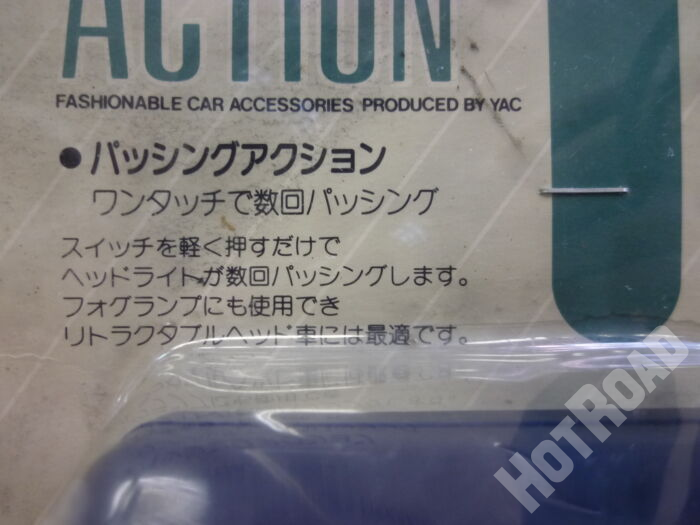 ACTION
FASHIONABLE CAR ACCESSORIES PRODUCED BY YAC
●パッシングアクション
ワンタッチで数回パッシング
スイッチを軽く押すだけで
ヘッドライトが数回パッシングします。
フォグランプにも使用でき
リトラクタブルヘッド車には最適です。
HOTROAD